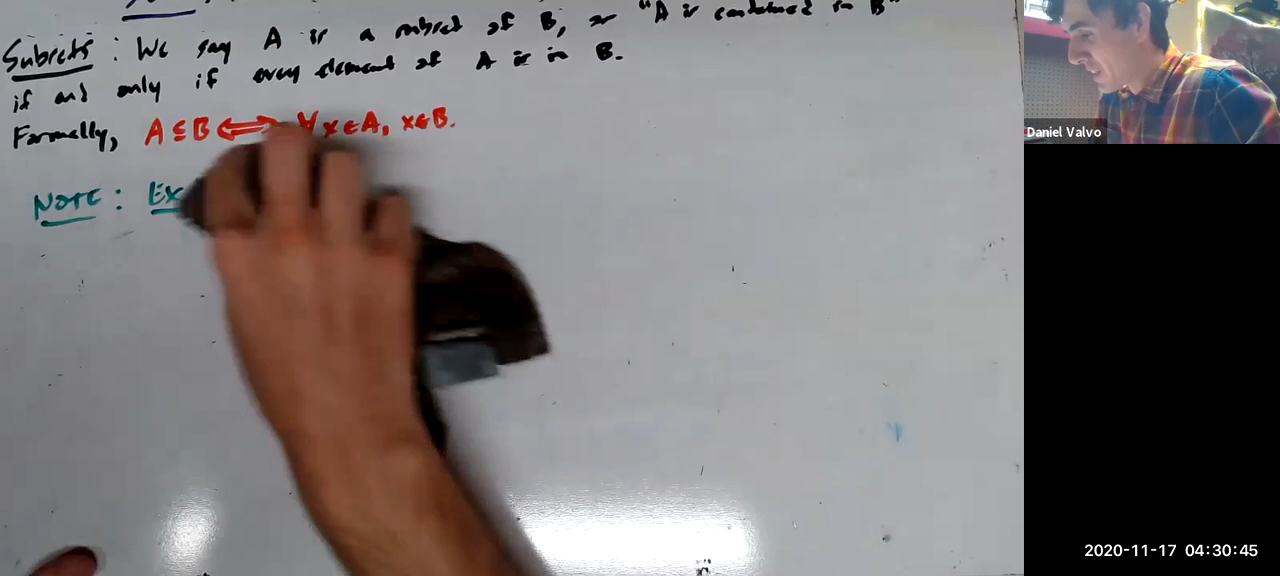 Subsets: We say A is a subset of B, or "A is contained in B"
if and only if every element of A is in B.
Formally, A ⊆ B ⟺ ∀ x ∈ A, x ∈ B.
NOTE: Ex
Daniel Valvo
2020-11-17 04:30:45